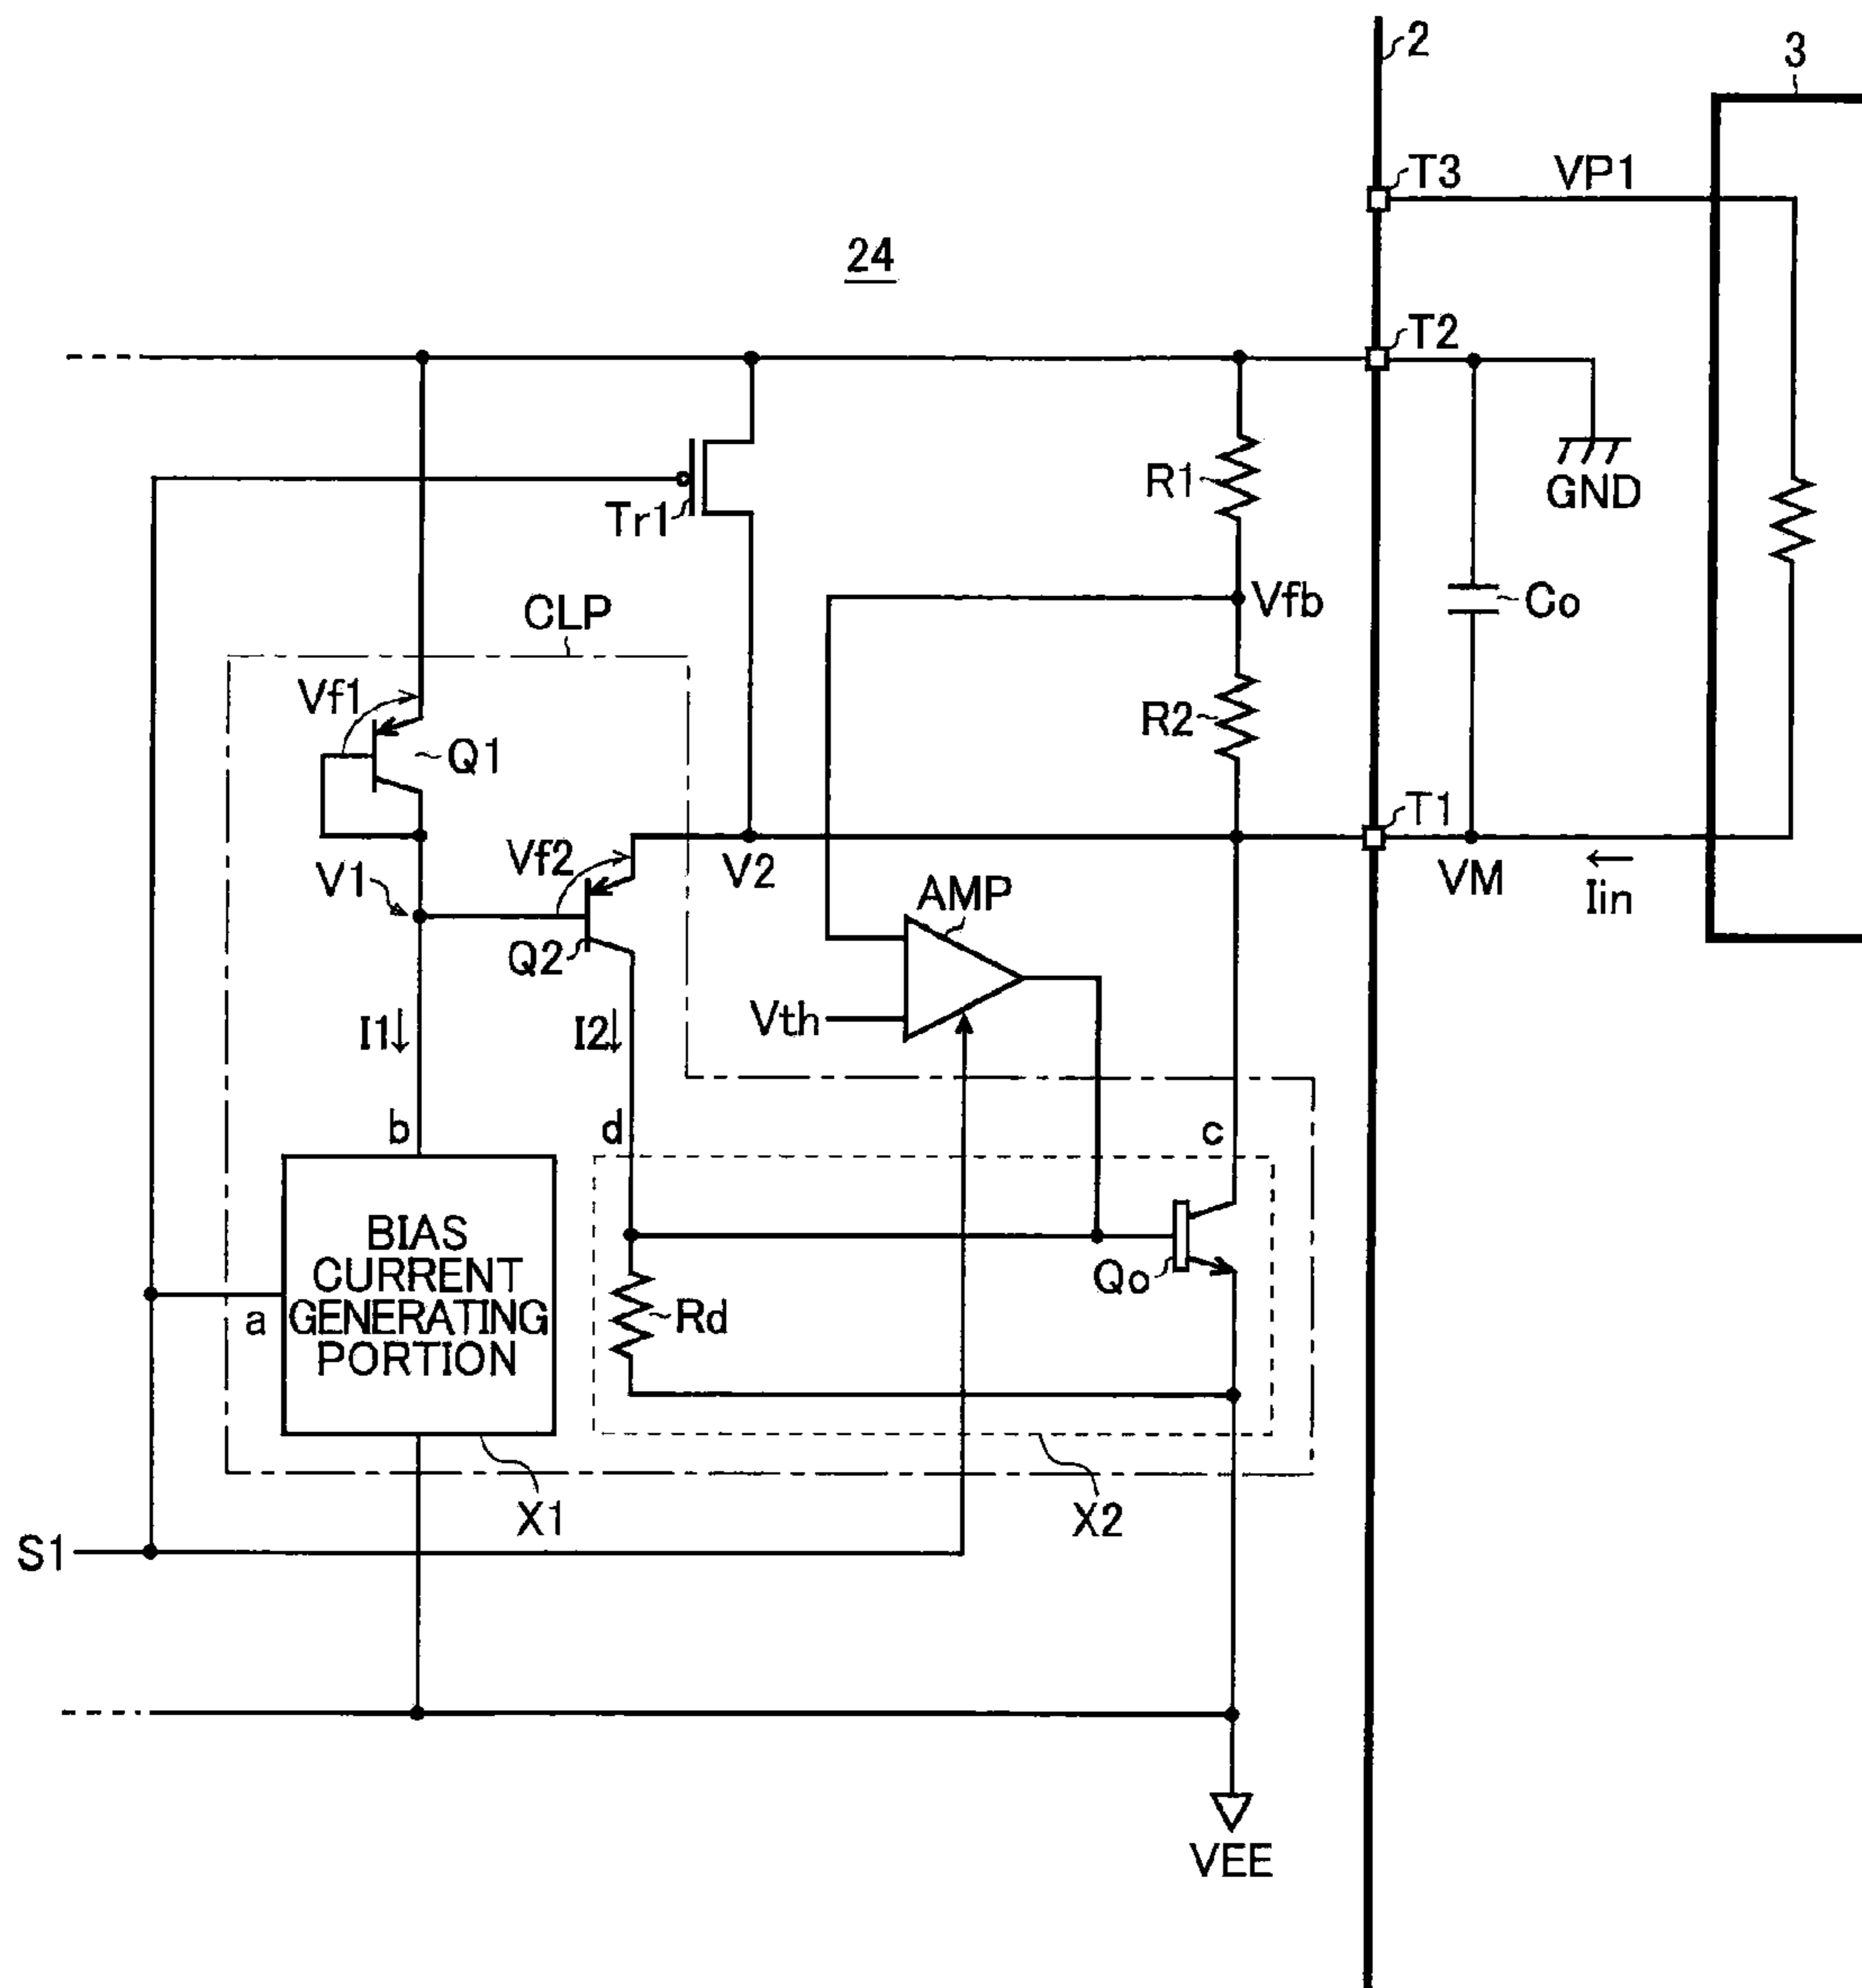 2
3
T3
VP1
24
T2
R1
GND
Tr1
Vfb
Co
CLP
Vf1
R2
Q1
T1
Vf2
V2
V1
VM
AMP
Iin
Q2
Vth
I1
I2
b
d
c
BIAS
CURRENT
GENERATING
PORTION
Qo
a
Rd
X1
X2
S1
VEE